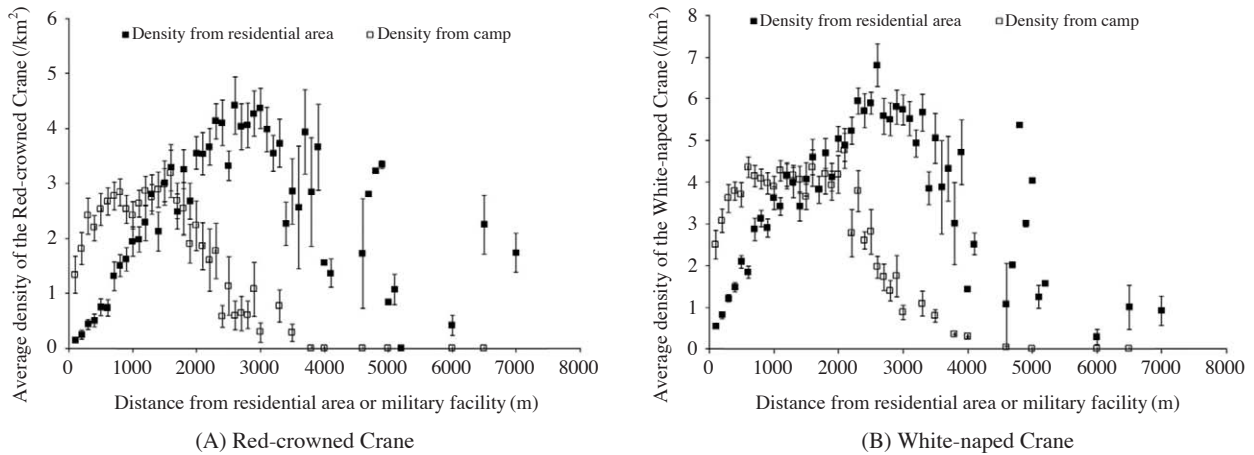 Average density of the Red-crowned Crane (/km²)
6
5
4
3
2
1
0
■ Density from residential area □ Density from camp
0 1000 2000 3000 4000 5000 6000 7000 8000
Distance from residential area or military facility (m)
(A) Red-crowned Crane
Average density of the White-naped Crane (/km²)
8
7
6
5
4
3
2
1
0
■ Density from residential area □ Density from camp
0 1000 2000 3000 4000 5000 6000 7000 8000
Distance from residential area or military facility (m)
(B) White-naped Crane